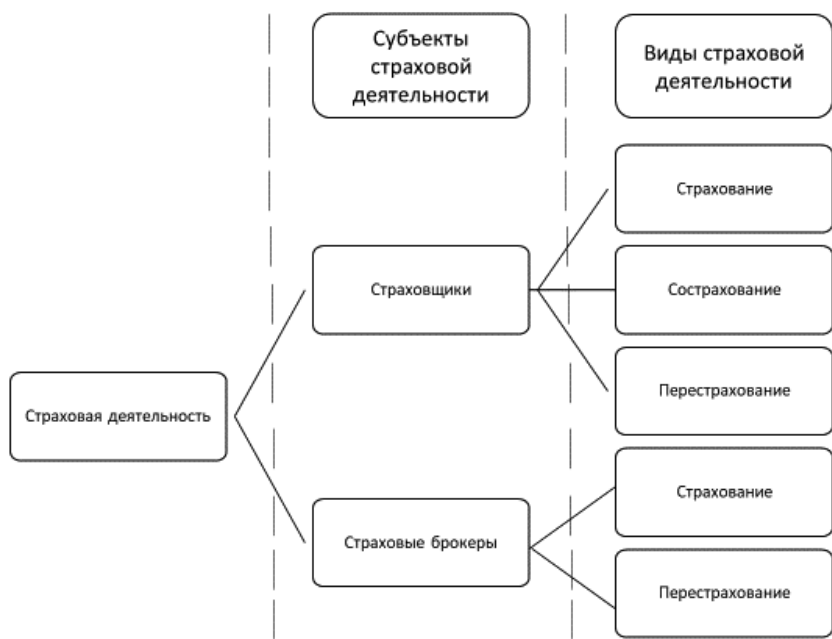 Субъекты
страховой
деятельности
Виды страховой
деятельности
Страхование
Страховщики
Сострахование
Перестрахование
Страховая деятельность
Страхование
Страховые брокеры
Перестрахование